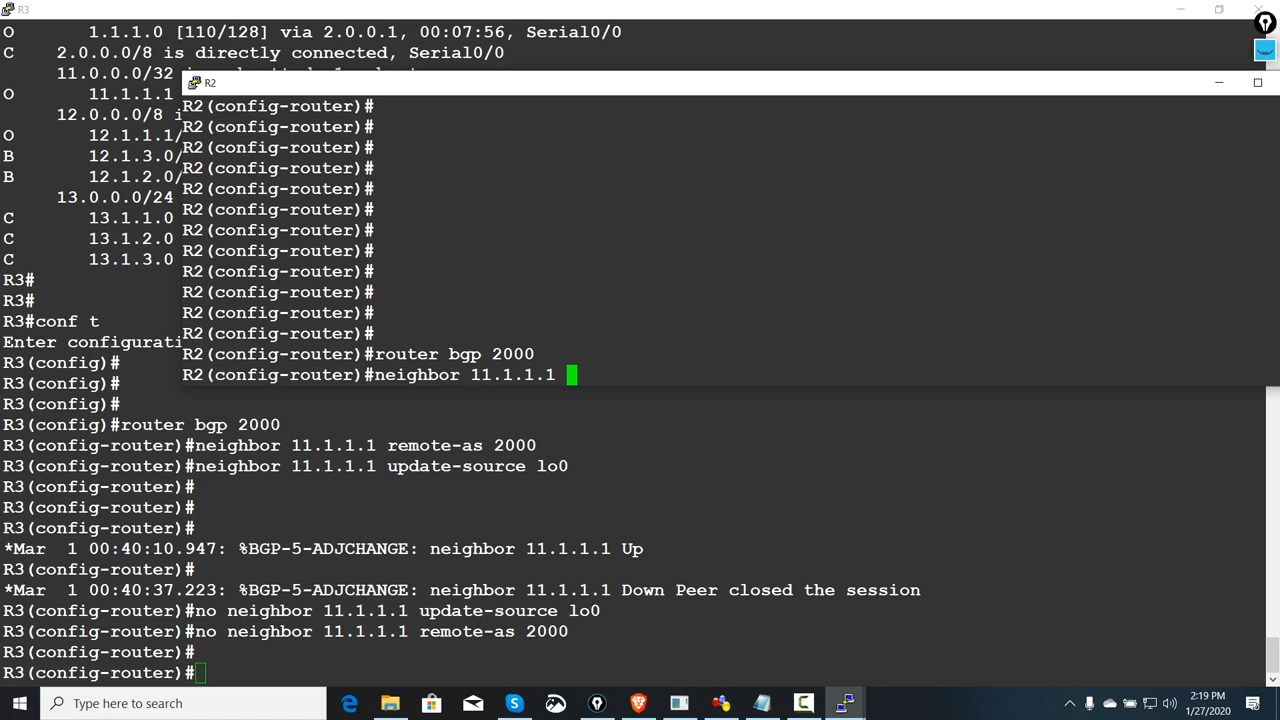 R3
O       1.1.1.0 [110/128] via 2.0.0.1, 00:07:56, Serial0/0
C    2.0.0.0/8 is directly connected, Serial0/0
     11.0.0.0/32 is
O       11.1.1.1
     12.0.0.0/8 i
O       12.1.1.1/
B       12.1.3.0/
B       12.1.2.0/
     13.0.0.0/24
C       13.1.1.0
C       13.1.2.0
C       13.1.3.0
R3#
R3#
R3#conf t
Enter configurati
R3(config)#
R3(config)#
R3(config)#
R3(config)#router bgp 2000
R3(config-router)#neighbor 11.1.1.1 remote-as 2000
R3(config-router)#neighbor 11.1.1.1 update-source lo0
R3(config-router)#
R3(config-router)#
R3(config-router)#
*Mar  1 00:40:10.947: %BGP-5-ADJCHANGE: neighbor 11.1.1.1 Up
R3(config-router)#
*Mar  1 00:40:37.223: %BGP-5-ADJCHANGE: neighbor 11.1.1.1 Down Peer closed the session
R3(config-router)#no neighbor 11.1.1.1 update-source lo0
R3(config-router)#no neighbor 11.1.1.1 remote-as 2000
R3(config-router)#
R3(config-router)#
R2
R2(config-router)#
R2(config-router)#
R2(config-router)#
R2(config-router)#
R2(config-router)#
R2(config-router)#
R2(config-router)#
R2(config-router)#
R2(config-router)#
R2(config-router)#
R2(config-router)#
R2(config-router)#
R2(config-router)#router bgp 2000
R2(config-router)#neighbor 11.1.1.1
Type here to search
2:19 PM
1/27/2020